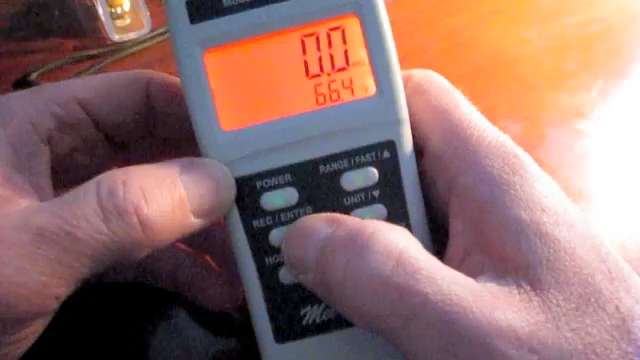 0.0
66.4
POWER
RANGE / FAST / ▲
REC / ENTER
UNIT / ▼